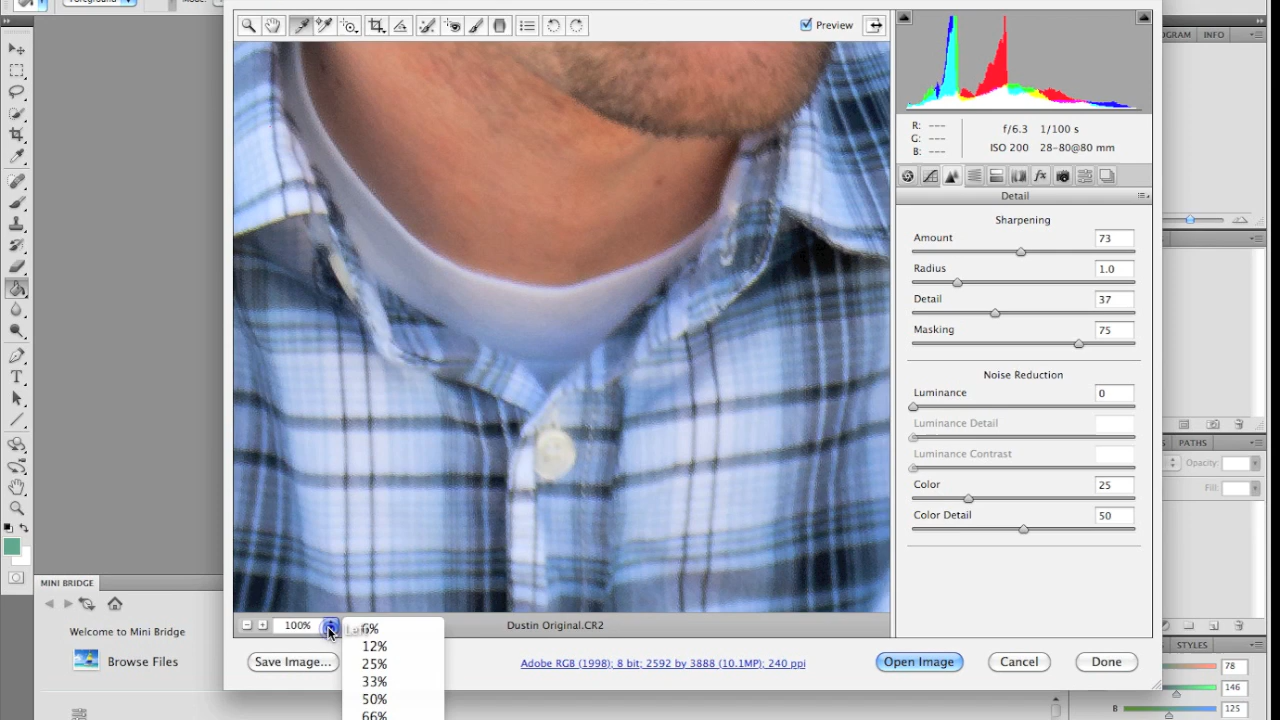 Foreground
Mode:
Preview
OGRAM
INFO
R: ---
G: ---
B: ---
f/6.3 1/100 s
ISO 200 28-80@80 mm
Detail
Sharpening
Amount 73
Radius 1.0
Detail 37
Masking 75
Noise Reduction
Luminance 0
Luminance Detail
Luminance Contrast
Color 25
Color Detail 50
PATHS
Opacity:
Fill:
MINI BRIDGE
Welcome to Mini Bridge
Browse Files
100%
Dustin Original.CR2
6%
12%
25%
33%
50%
66%
Save Image...
Adobe RGB (1998); 8 bit; 2592 by 3888 (10.1MP); 240 ppi
Open Image
Cancel
Done
STYLES
78
146
B 125